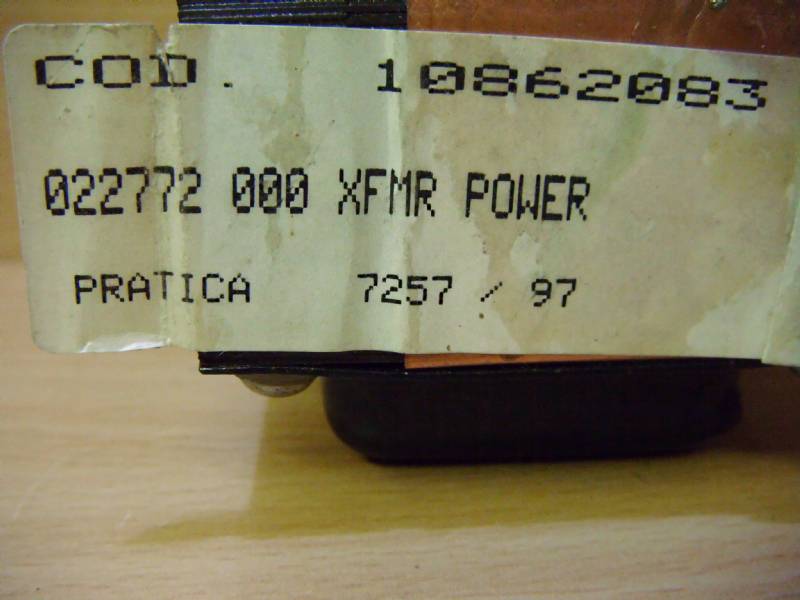 COD. 10862083
022772 000 XFMR POWER
PRATICA 7257 / 97